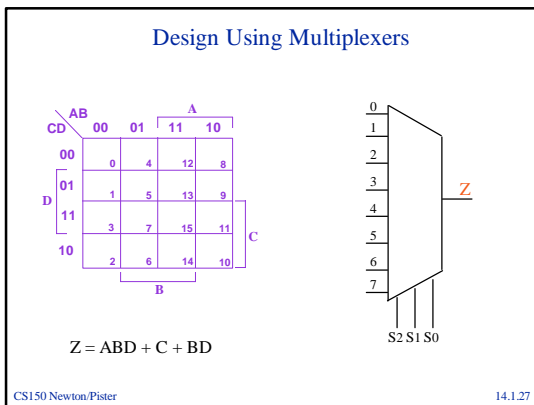 Design Using Multiplexers
AB
CD
00 01 11 10
A
00
01
11
10
D
C
B
0 4 12 8
1 5 13 9
3 7 15 11
2 6 14 10
0
1
2
3
4
5
6
7
Z
S2 S1 S0
Z = ABD + C + BD
CS150 Newton/Pister
14.1.27